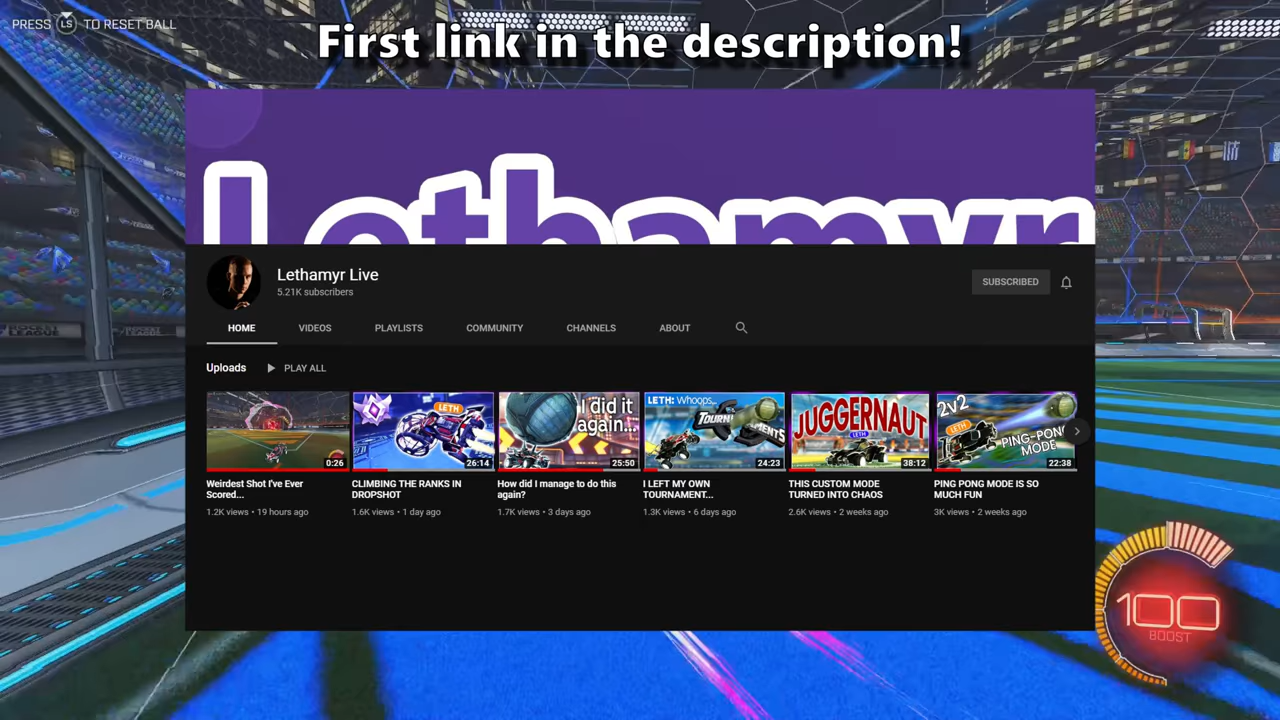 PRESS LS TO RESET BALL
First link in the description!
Lethamyr
Lethamyr Live
5.21K subscribers
SUBSCRIBED
HOME VIDEOS PLAYLISTS COMMUNITY CHANNELS ABOUT
Uploads PLAY ALL
LETH
I did it
again...
LETH: Whoops...
TOURNAMENTS
JUGGERNAUT
LETH
2v2
LETH
PING-PONG
MODE
0:26
26:14
25:50
24:23
38:12
22:38
Weirdest Shot I've Ever
Scored...
1.2K views • 19 hours ago
CLIMBING THE RANKS IN
DROPSHOT
1.6K views • 1 day ago
How did I manage to do this
again?
1.7K views • 3 days ago
I LEFT MY OWN
TOURNAMENT...
1.3K views • 6 days ago
THIS CUSTOM MODE
TURNED INTO CHAOS
2.6K views • 2 weeks ago
PING PONG MODE IS SO
MUCH FUN
3K views • 2 weeks ago
100
BOOST